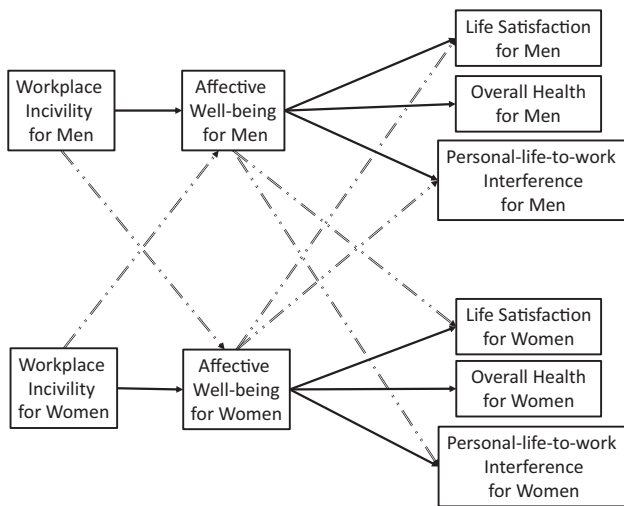 Life Satisfaction
for Men
Workplace
Incivility
for Men
Affective
Well-being
for Men
Overall Health
for Men
Personal-life-to-work
Interference
for Men
Life Satisfaction
for Women
Workplace
Incivility
for Women
Affective
Well-being
for Women
Overall Health
for Women
Personal-life-to-work
Interference
for Women